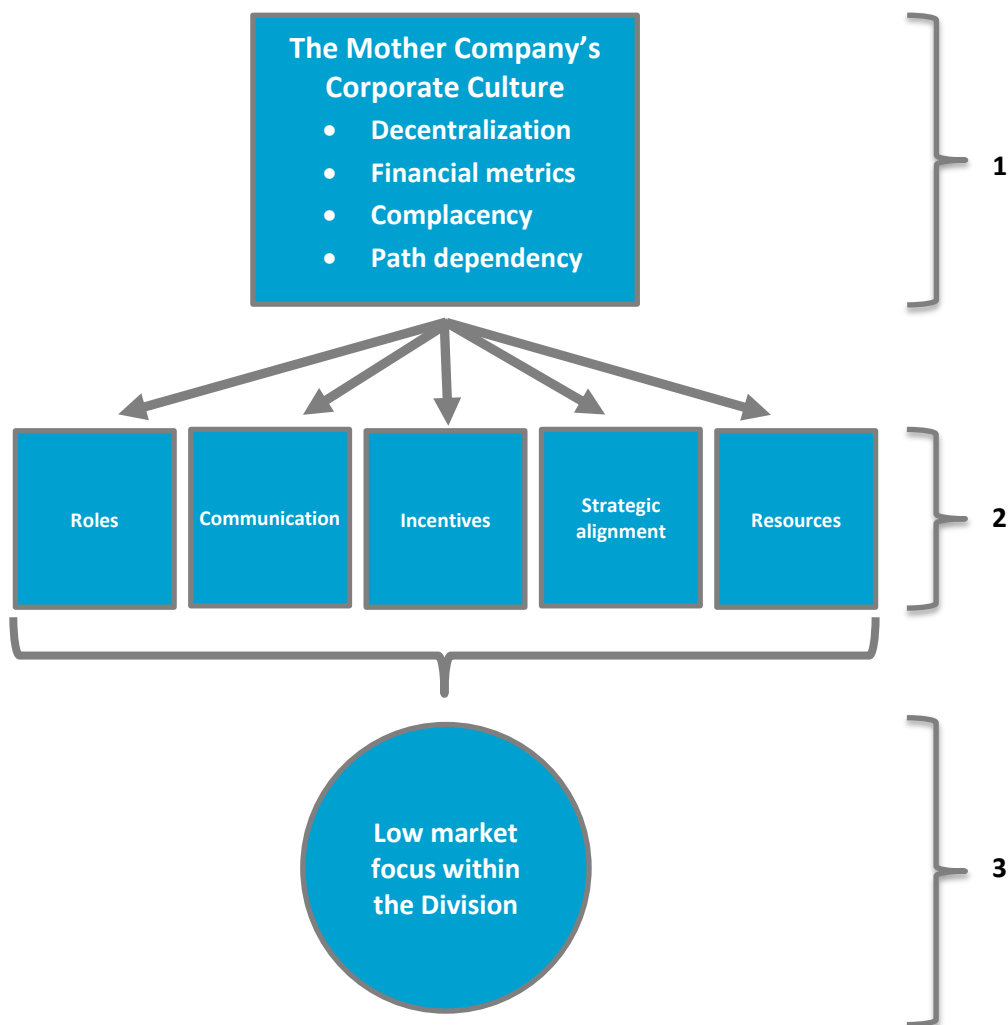 The Mother Company’s
Corporate Culture
• Decentralization
• Financial metrics
• Complacency
• Path dependency
1
Roles
Communication
Incentives
Strategic
alignment
Resources
2
Low market
focus within
the Division
3